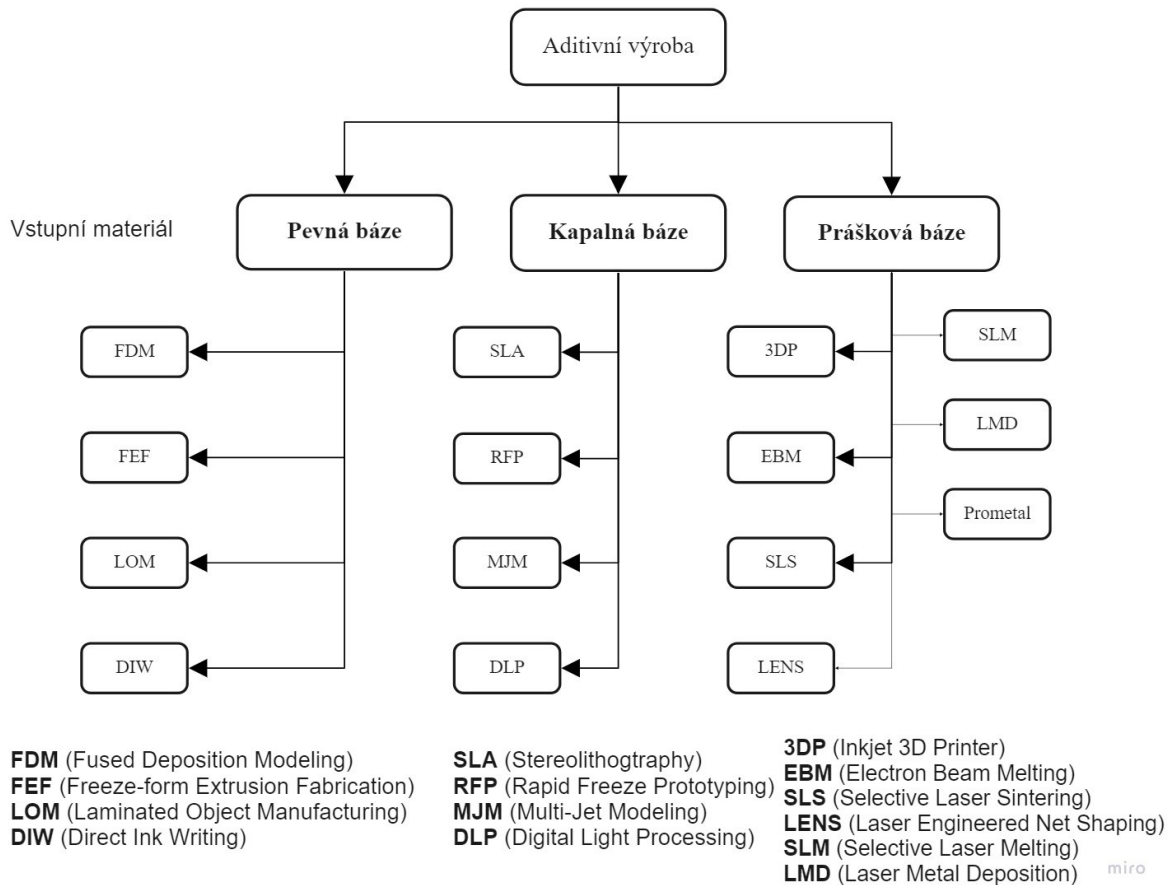 Aditivní výroba
Vstupní materiál
Pevná báze
Kapalná báze
Prášková báze
FDM
FEF
LOM
DIW
SLA
RFP
MJM
DLP
3DP
EBM
SLS
LENS
SLM
LMD
Prometal
FDM (Fused Deposition Modeling)
FEF (Freeze-form Extrusion Fabrication)
LOM (Laminated Object Manufacturing)
DIW (Direct Ink Writing)
SLA (Stereolithogtraphy)
RFP (Rapid Freeze Prototyping)
MJM (Multi-Jet Modeling)
DLP (Digital Light Processing)
3DP (Inkjet 3D Printer)
EBM (Electron Beam Melting)
SLS (Selective Laser Sintering)
LENS (Laser Engineered Net Shaping)
SLM (Selective Laser Melting)
LMD (Laser Metal Deposition)
miro